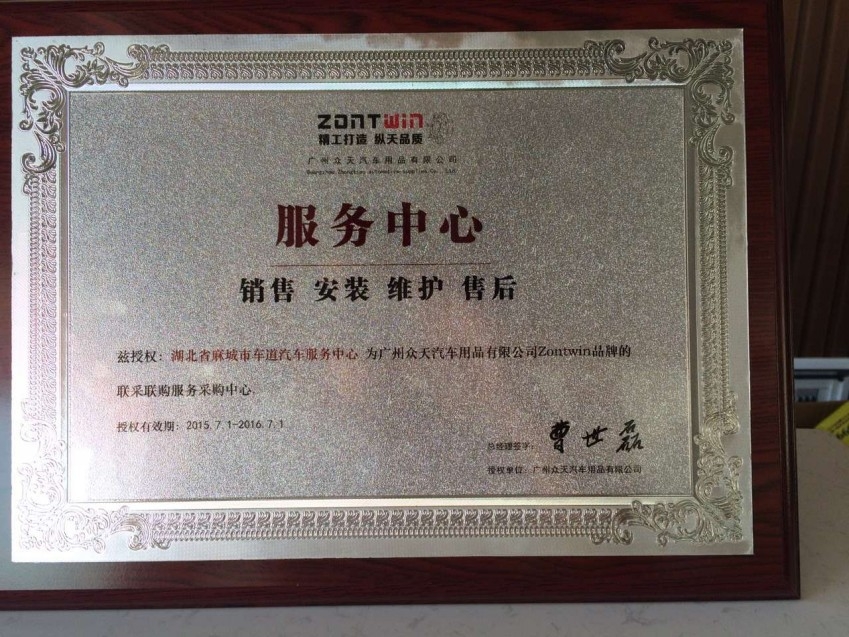 ZONTWIN
精工打造 纵天品质
广州众天汽车用品有限公司
服务中心
销售 安装 维护 售后
兹授权：湖北省麻城市车道汽车服务中心 为广州众天汽车用品有限公司Zontwin品牌的
联采联购服务采购中心.
授权有效期：2015.7.1-2016.7.1
总经理签字：曹世磊
授权单位：广州众天汽车用品有限公司